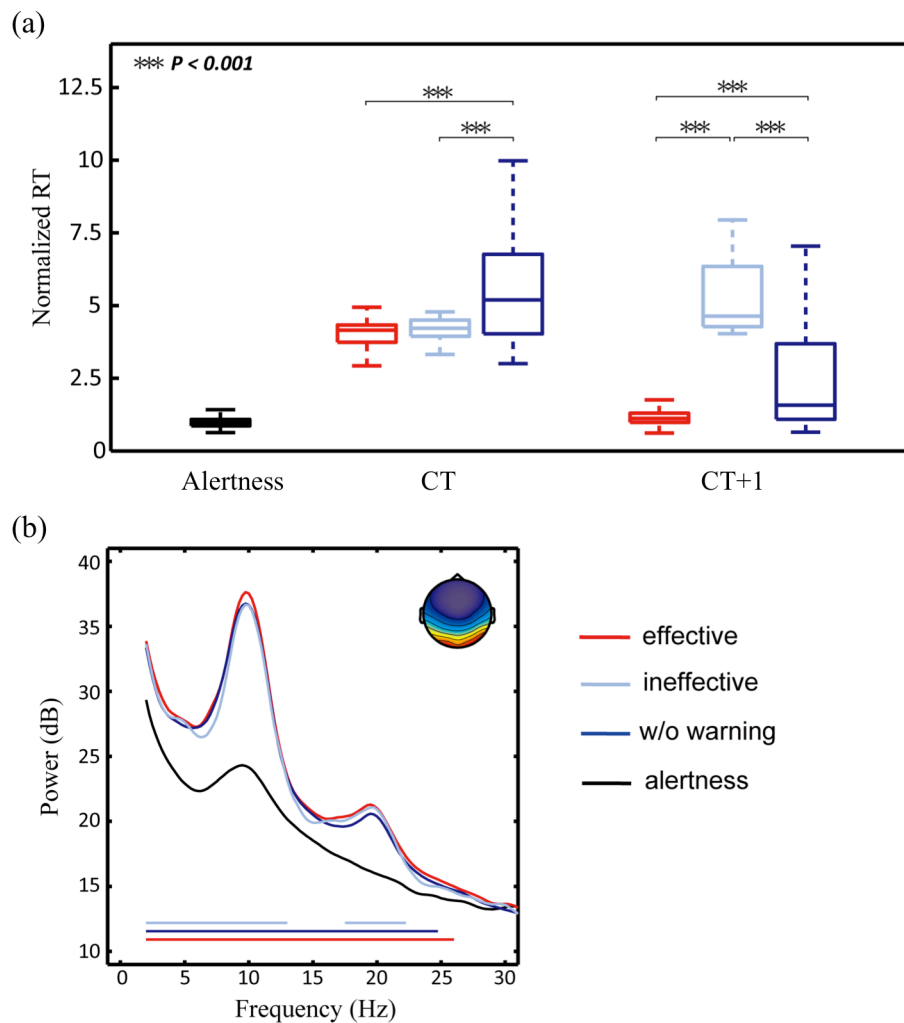 (a)
*** P < 0.001
12.5
10
7.5
5
2.5
0
Normalized RT
***
***
***
***
***
Alertness
CT
CT+1
(b)
40
35
30
25
20
15
10
Power (dB)
0 5 10 15 20 25 30
Frequency (Hz)
effective
ineffective
w/o warning
alertness